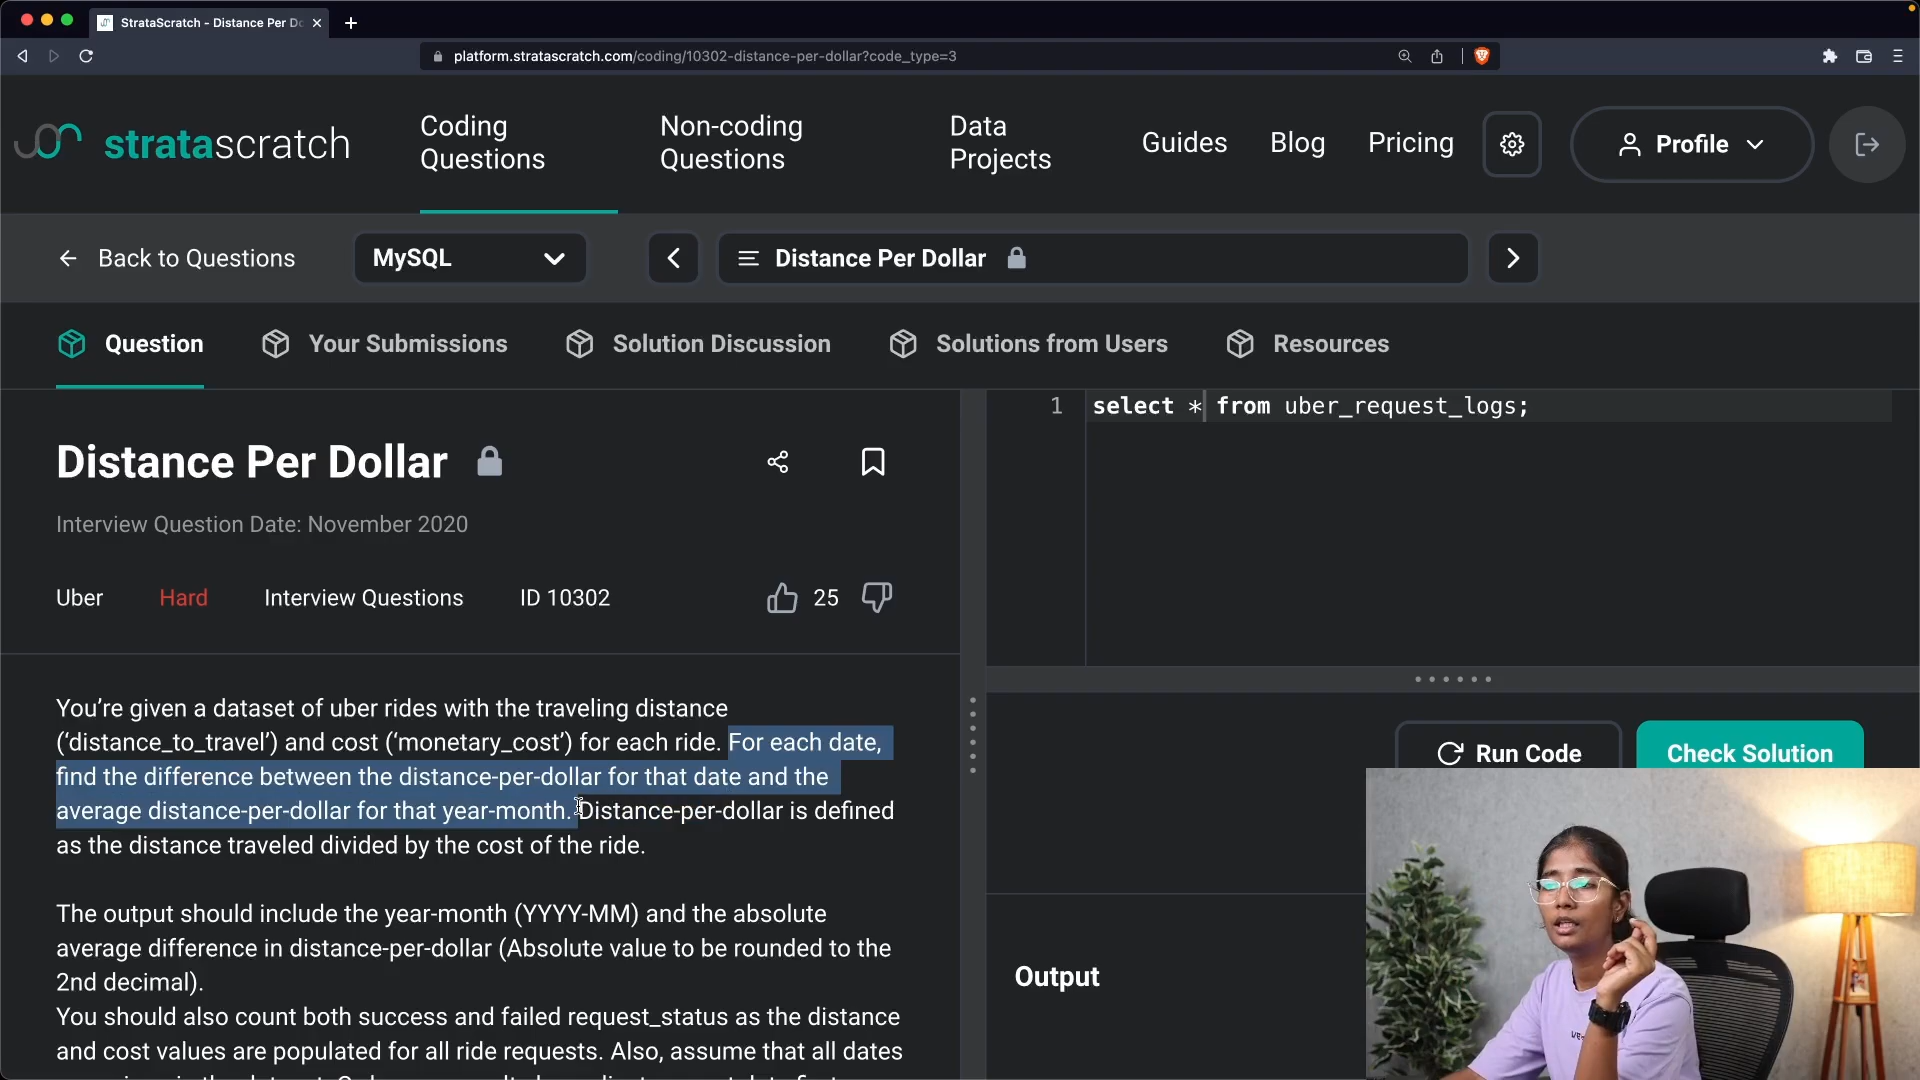 StrataScratch - Distance Per Do
platform.stratascratch.com/coding/10302-distance-per-dollar?code_type=3
stratascratch
Coding Questions
Non-coding Questions
Data Projects
Guides
Blog
Pricing
Profile
Back to Questions
MySQL
Distance Per Dollar
Question
Your Submissions
Solution Discussion
Solutions from Users
Resources
1 select * from uber_request_logs;
Distance Per Dollar
Interview Question Date: November 2020
Uber
Hard
Interview Questions
ID 10302
25
You’re given a dataset of uber rides with the traveling distance
(‘distance_to_travel’) and cost (‘monetary_cost’) for each ride. For each date,
find the difference between the distance-per-dollar for that date and the
average distance-per-dollar for that year-month. Distance-per-dollar is defined
as the distance traveled divided by the cost of the ride.
The output should include the year-month (YYYY-MM) and the absolute
average difference in distance-per-dollar (Absolute value to be rounded to the
2nd decimal).
You should also count both success and failed request_status as the distance
and cost values are populated for all ride requests. Also, assume that all dates
Run Code
Check Solution
Output